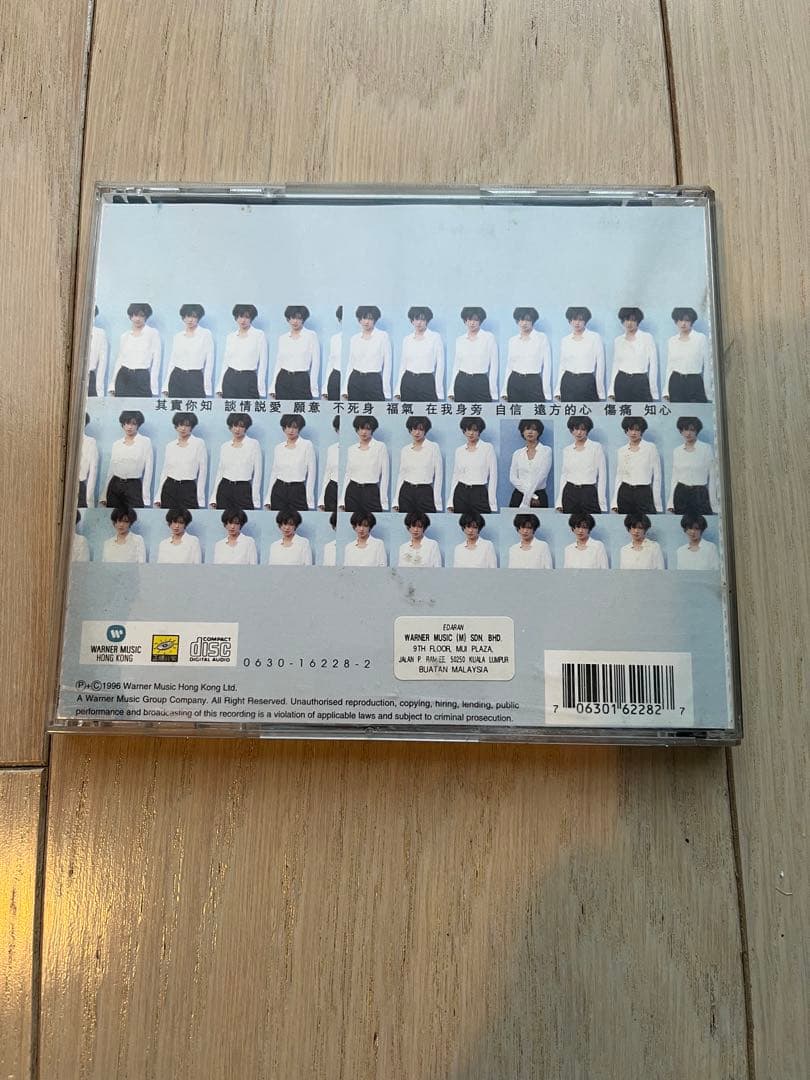 其實你知 談情説愛 願意 不死身 福氣 在我身旁 自信 遠方的心 傷痛 知心
WARNER MUSIC
HONG KONG
COMPACT
disc
DIGITAL AUDIO
0630-16228-2
EDARAN
WARNER MUSIC (M) SDN. BHD.
9TH FLOOR, MUI PLAZA,
JALAN P. RAMLEE, 50250 KUALA LUMPUR
BUATAN MALAYSIA
7 06301 62282 7
Ⓟ+Ⓒ1996 Warner Music Hong Kong Ltd.
A Warner Music Group Company. All Right Reserved. Unauthorised reproduction, copying, hiring, lending, public
performance and broadcasting of this recording is a violation of applicable laws and subject to criminal prosecution.